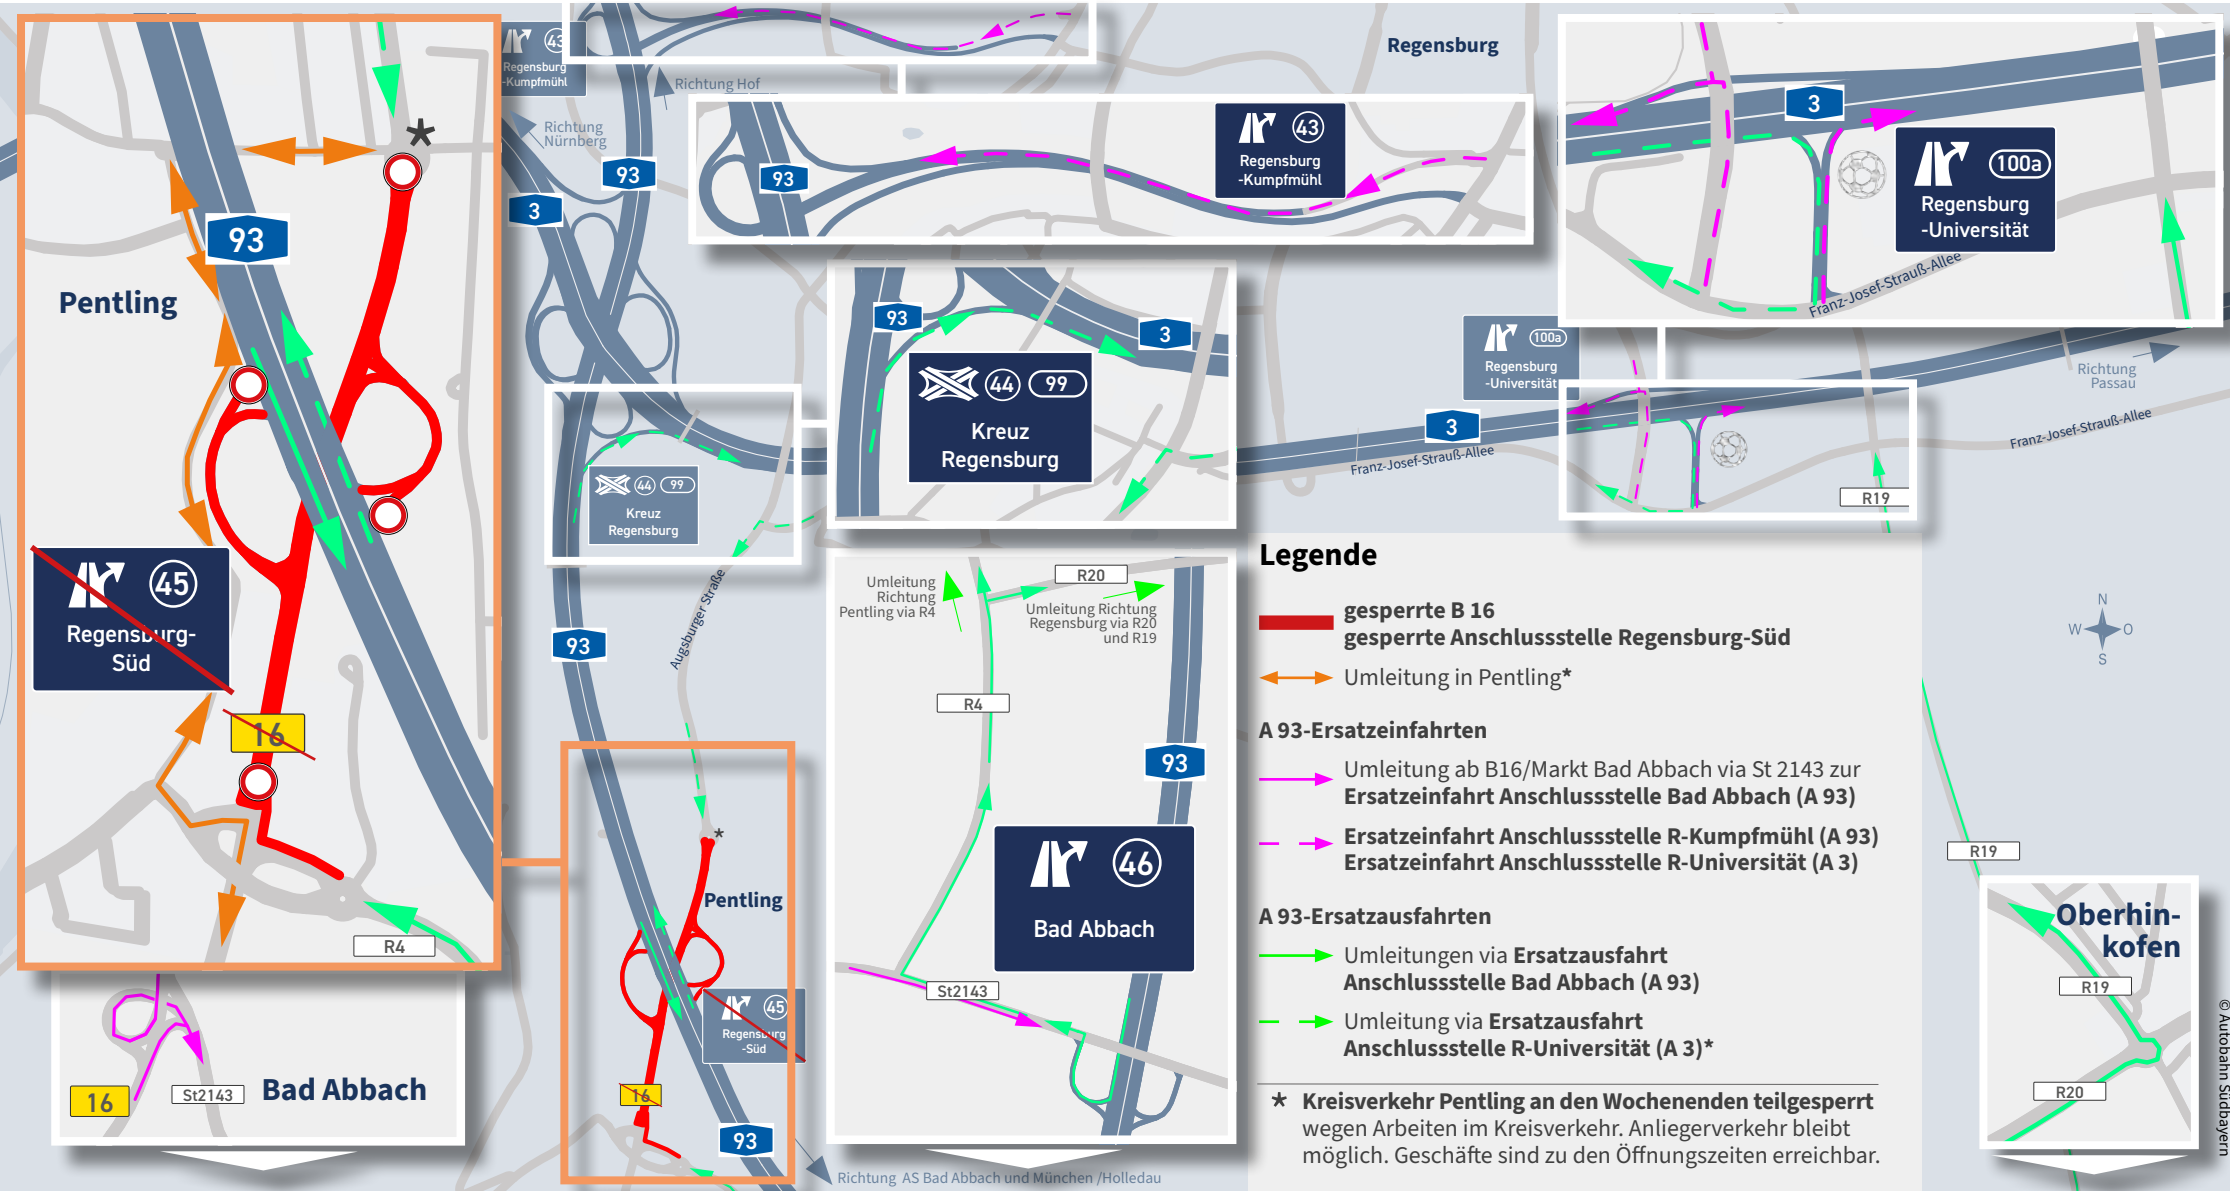 93
Pentling
45
Regensburg-
Süd
16
R4
*
43
Regensburg
-Kumpfmühl
Richtung Hof
Richtung
Nürnberg
93
3
Regensburg
93
43
Regensburg
-Kumpfmühl
3
100a
Regensburg
-Universität
Franz-Josef-Strauß-Allee
93
3
44 99
Kreuz
Regensburg
44 99
Kreuz
Regensburg
100a
Regensburg
-Universität
3
Franz-Josef-Strauß-Allee
Franz-Josef-Strauß-Allee
Richtung
Passau
R19
93
Augsburger Straße
*
Pentling
45
Regensburg
-Süd
16
93
Richtung AS Bad Abbach und München /Holledau
16
St2143
Bad Abbach
Umleitung
Richtung
Pentling via R4
R20
Umleitung Richtung
Regensburg via R20
und R19
R4
93
46
Bad Abbach
St2143
Legende
gesperrte B 16
gesperrte Anschlussstelle Regensburg-Süd
Umleitung in Pentling*
A 93-Ersatzeinfahrten
Umleitung ab B16/Markt Bad Abbach via St 2143 zur
Ersatzeinfahrt Anschlussstelle Bad Abbach (A 93)
Ersatzeinfahrt Anschlussstelle R-Kumpfmühl (A 93)
Ersatzeinfahrt Anschlussstelle R-Universität (A 3)
A 93-Ersatzausfahrten
Umleitungen via Ersatzausfahrt
Anschlussstelle Bad Abbach (A 93)
Umleitung via Ersatzausfahrt
Anschlussstelle R-Universität (A 3)*
* Kreisverkehr Pentling an den Wochenenden teilgesperrt
wegen Arbeiten im Kreisverkehr. Anliegerverkehr bleibt
möglich. Geschäfte sind zu den Öffnungszeiten erreichbar.
N
W O
S
R19
Oberhin-
kofen
R19
R20
© Autobahn Südbayern